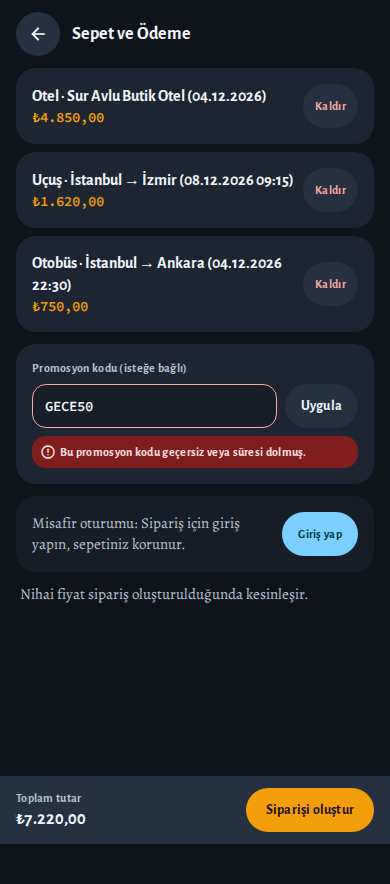 Sepet ve Ödeme
Otel · Sur Avlu Butik Otel (04.12.2026)
₺4.850,00
Kaldır
Uçuş · İstanbul → İzmir (08.12.2026 09:15)
₺1.620,00
Kaldır
Otobüs · İstanbul → Ankara (04.12.2026
22:30)
₺750,00
Kaldır
Promosyon kodu (isteğe bağlı)
GECE50
Uygula
Bu promosyon kodu geçersiz veya süresi dolmuş.
Misafir oturumu: Sipariş için giriş
yapın, sepetiniz korunur.
Giriş yap
Nihai fiyat sipariş oluşturulduğunda kesinleşir.
Toplam tutar
₺7.220,00
Siparişi oluştur